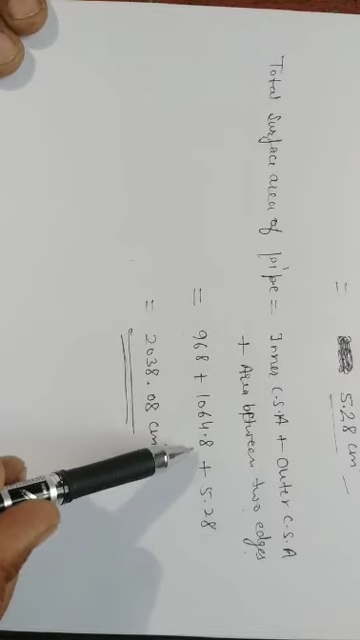 = 5.28 cm
Total surface area of pipe = Inner C.S.A + Outer C.S.A
+ Area between two edges
= 968 + 1064.8 + 5.28
= 2038.08 cm